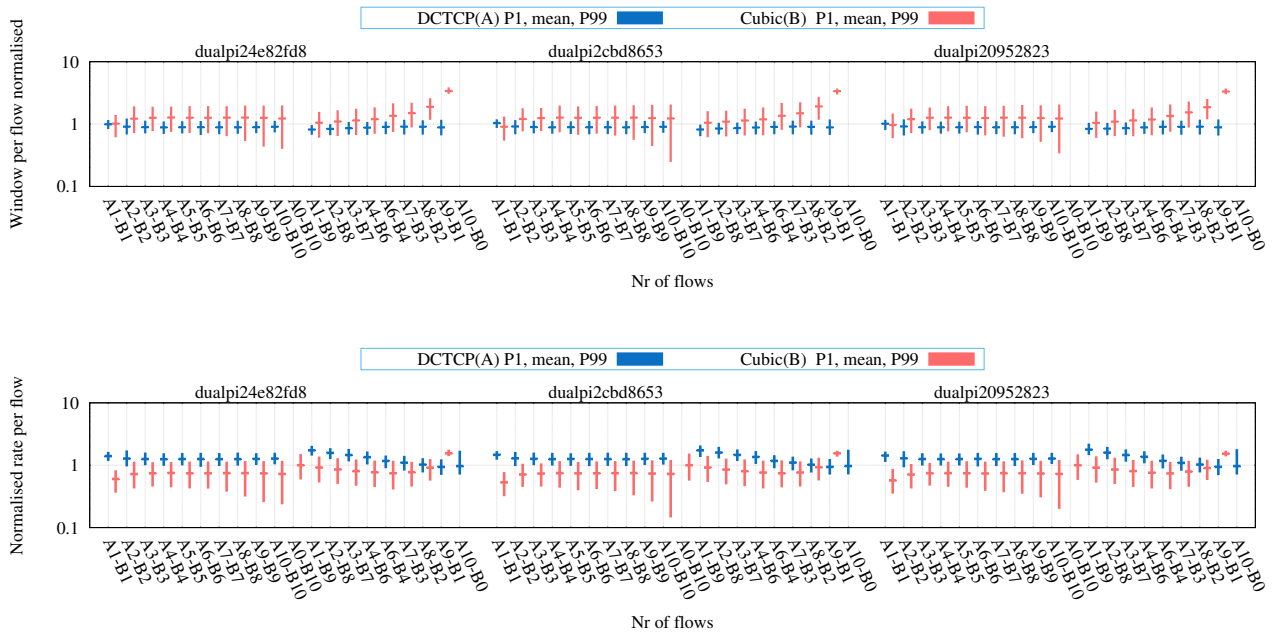 DCTCP(A) P1, mean, P99 Cubic(B) P1, mean, P99
dualpi24e82fd8 dualpi2cbd8653 dualpi20952823
Window per flow normalised
10
1
0.1
A1-B1 A2-B2 A3-B3 A4-B4 A5-B5 A6-B6 A7-B7 A8-B8 A9-B9 A10-B10 A0-B10 A1-B9 A2-B8 A3-B7 A4-B6 A6-B4 A7-B3 A8-B2 A9-B1 A10-B0 A1-B1 A2-B2 A3-B3 A4-B4 A5-B5 A6-B6 A7-B7 A8-B8 A9-B9 A10-B10 A0-B10 A1-B9 A2-B8 A3-B7 A4-B6 A6-B4 A7-B3 A8-B2 A9-B1 A10-B0 A1-B1 A2-B2 A3-B3 A4-B4 A5-B5 A6-B6 A7-B7 A8-B8 A9-B9 A10-B10 A0-B10 A1-B9 A2-B8 A3-B7 A4-B6 A6-B4 A7-B3 A8-B2 A9-B1 A10-B0
Nr of flows
DCTCP(A) P1, mean, P99 Cubic(B) P1, mean, P99
dualpi24e82fd8 dualpi2cbd8653 dualpi20952823
Normalised rate per flow
10
1
0.1
A1-B1 A2-B2 A3-B3 A4-B4 A5-B5 A6-B6 A7-B7 A8-B8 A9-B9 A10-B10 A0-B10 A1-B9 A2-B8 A3-B7 A4-B6 A6-B4 A7-B3 A8-B2 A9-B1 A10-B0 A1-B1 A2-B2 A3-B3 A4-B4 A5-B5 A6-B6 A7-B7 A8-B8 A9-B9 A10-B10 A0-B10 A1-B9 A2-B8 A3-B7 A4-B6 A6-B4 A7-B3 A8-B2 A9-B1 A10-B0 A1-B1 A2-B2 A3-B3 A4-B4 A5-B5 A6-B6 A7-B7 A8-B8 A9-B9 A10-B10 A0-B10 A1-B9 A2-B8 A3-B7 A4-B6 A6-B4 A7-B3 A8-B2 A9-B1 A10-B0
Nr of flows